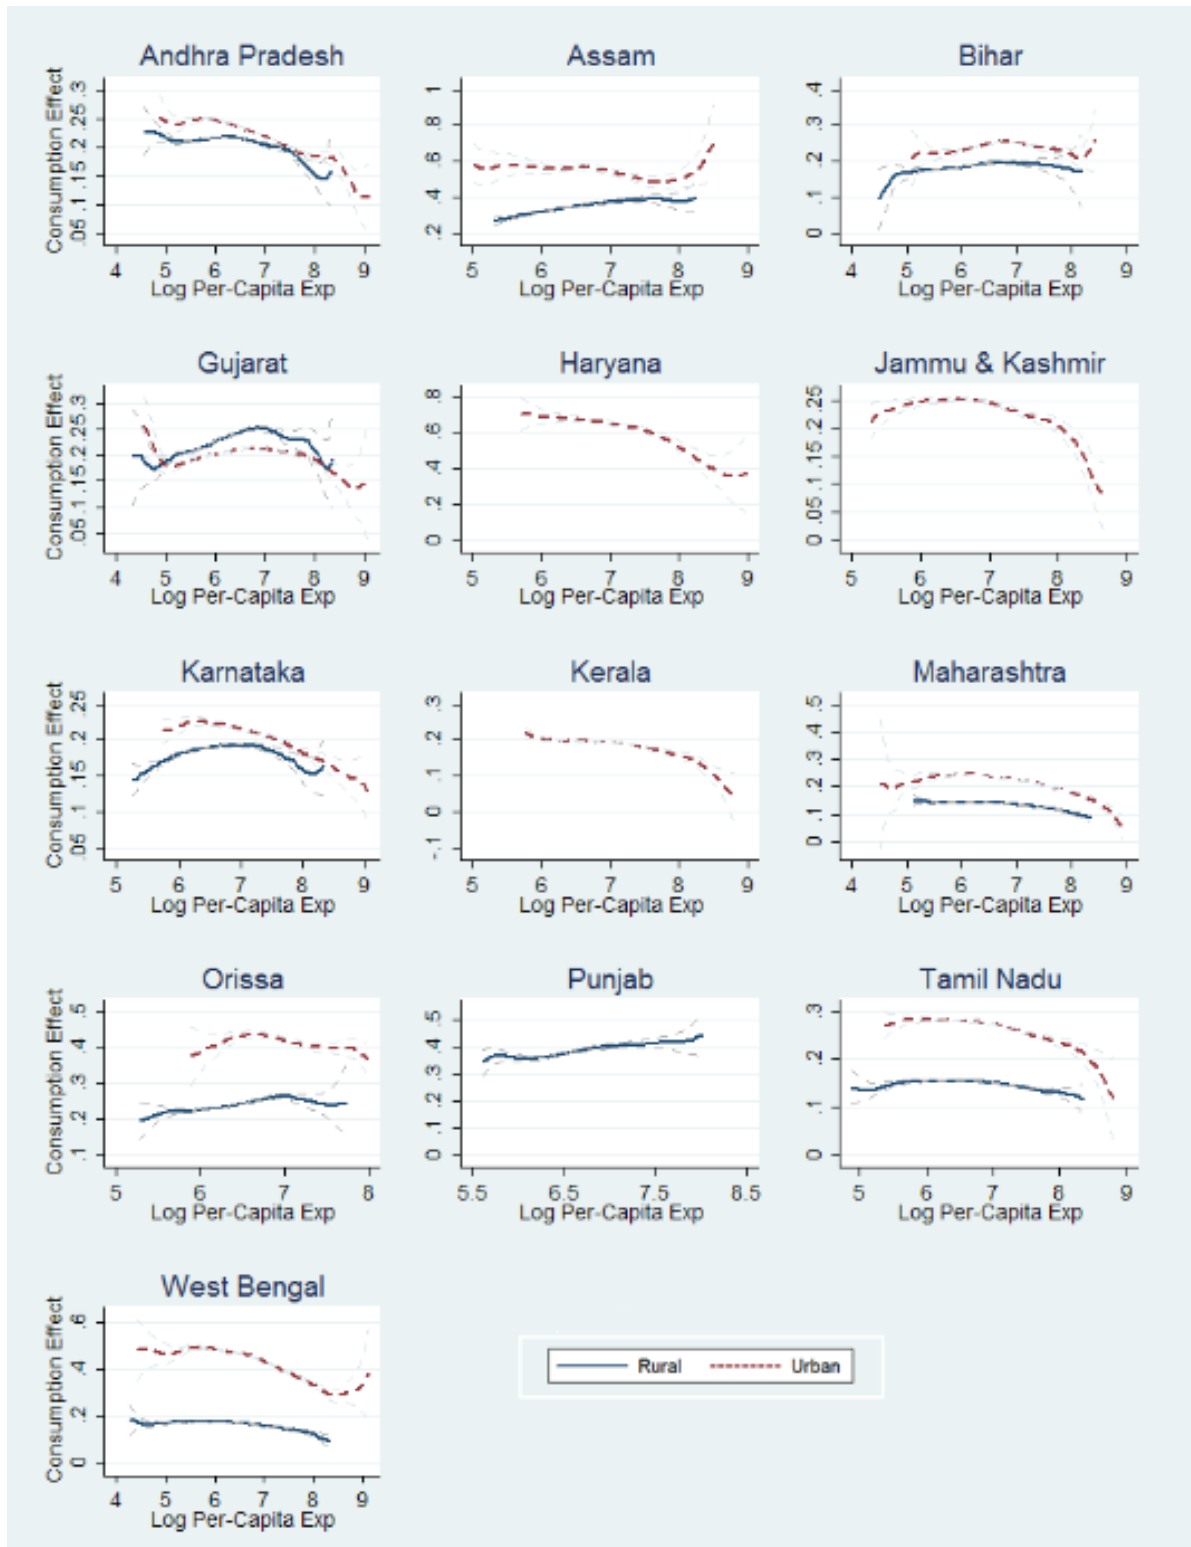 Andhra Pradesh Assam Bihar
Consumption Effect
.05 .1 .15 .2 .25 .3
.2 .4 .6 .8 1
0 .1 .2 .3 .4
4 5 6 7 8 9
5 6 7 8 9
4 5 6 7 8 9
Log Per-Capita Exp Log Per-Capita Exp Log Per-Capita Exp
Gujarat Haryana Jammu & Kashmir
Consumption Effect
.05 .1 .15 .2 .25 .3
0 .2 .4 .6 .8
0 .05 .1 .15 .2 .25
4 5 6 7 8 9
5 6 7 8 9
5 6 7 8 9
Log Per-Capita Exp Log Per-Capita Exp Log Per-Capita Exp
Karnataka Kerala Maharashtra
Consumption Effect
.05 .1 .15 .2 .25
-.1 0 .1 .2 .3
0 .1 .2 .3 .4 .5
5 6 7 8 9
5 6 7 8 9
4 5 6 7 8 9
Log Per-Capita Exp Log Per-Capita Exp Log Per-Capita Exp
Orissa Punjab Tamil Nadu
Consumption Effect
.1 .2 .3 .4 .5
0 .1 .2 .3 .4 .5
0 .1 .2 .3
5 6 7 8
5.5 6.5 7.5 8.5
5 6 7 8 9
Log Per-Capita Exp Log Per-Capita Exp Log Per-Capita Exp
West Bengal
Consumption Effect
0 .2 .4 .6
4 5 6 7 8 9
Log Per-Capita Exp
Rural Urban